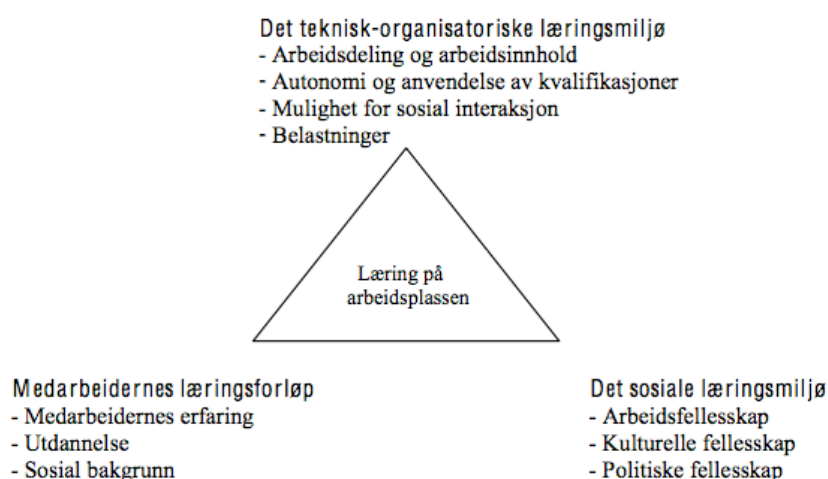 Det teknisk-organisatoriske læringsmiljø
- Arbeidsdeling og arbeidsinnhold
- Autonomi og anvendelse av kvalifikasjoner
- Mulighet for sosial interaksjon
- Belastninger
Læring på
arbeidsplassen
Medarbeidernes læringsforløp
- Medarbeidernes erfaring
- Utdannelse
- Sosial bakgrunn
Det sosiale læringsmiljø
- Arbeidsfellesskap
- Kulturelle fellesskap
- Politiske fellesskap